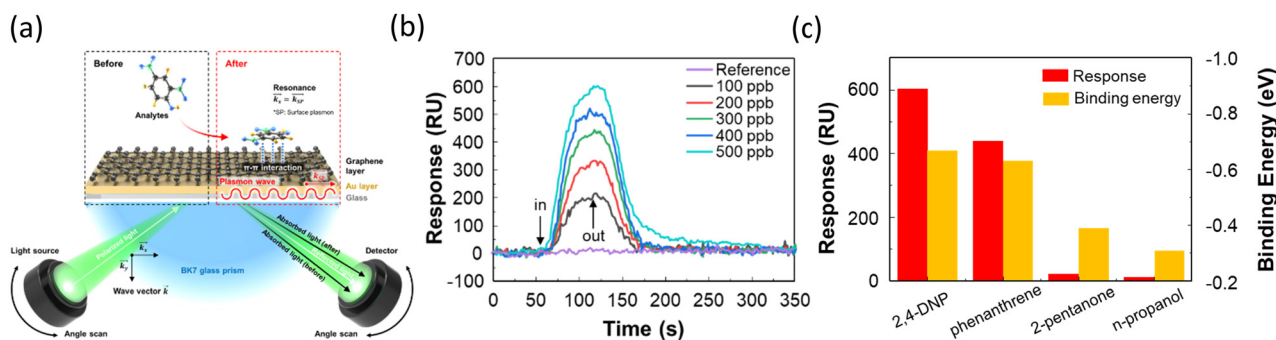 (a)
Before
After
Analytes
Resonance
*SP; Surface plasmon
π-π interaction
Graphene
layer
Plasmon wave
Au layer
Glass
Light source
Polarized light
Absorbed light (after)
Absorbed light (before)
Detector
BK7 glass prism
Wave vector k⃗
Angle scan
Angle scan
(b)
Response (RU)
700
600
500
400
300
200
100
0
-100
Reference
100 ppb
200 ppb
300 ppb
400 ppb
500 ppb
in
out
0
50
100
150
200
250
300
350
Time (s)
(c)
Response (RU)
600
400
200
0
Response
Binding energy
-1.0
-0.8
-0.6
-0.4
-0.2
Binding Energy (eV)
2,4-DNP
phenanthrene
2-pentanone
n-propanol